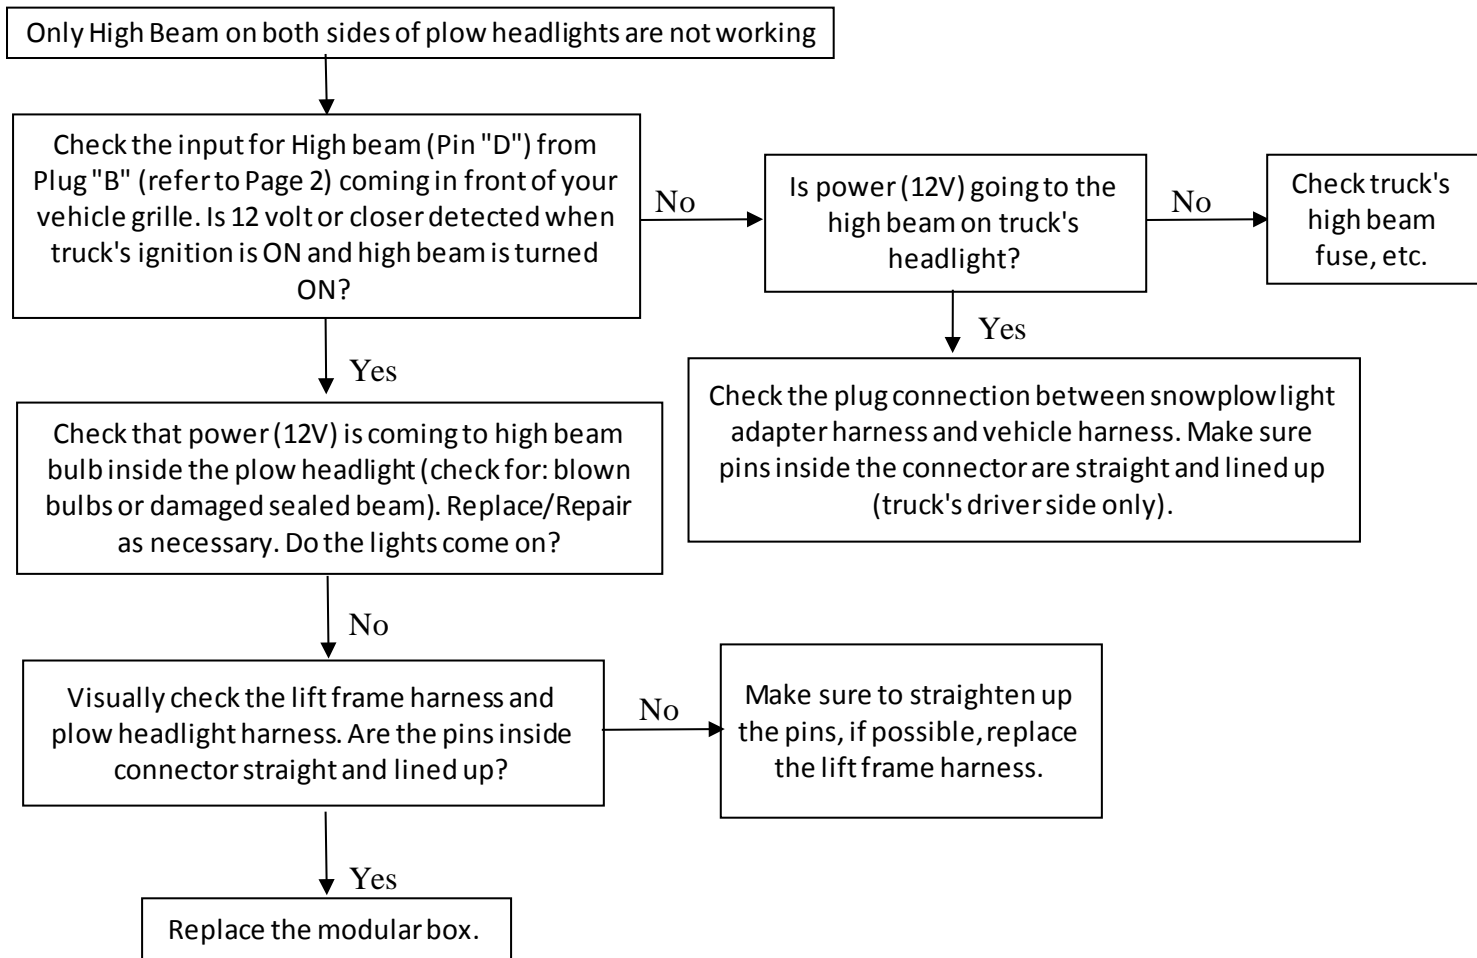 Only High Beam on both sides of plow headlights are not working
Check the input for High beam (Pin "D") from
Plug "B" (refer to Page 2) coming in front of your
vehicle grille. Is 12 volt or closer detected when
truck's ignition is ON and high beam is turned
ON?
No
Is power (12V) going to the
high beam on truck's
headlight?
No
Check truck's
high beam
fuse, etc.
Yes
Yes
Check the plug connection between snowplow light
adapter harness and vehicle harness. Make sure
pins inside the connector are straight and lined up
(truck's driver side only).
Check that power (12V) is coming to high beam
bulb inside the plow headlight (check for: blown
bulbs or damaged sealed beam). Replace/Repair
as necessary. Do the lights come on?
No
Visually check the lift frame harness and
plow headlight harness. Are the pins inside
connector straight and lined up?
No
Make sure to straighten up
the pins, if possible, replace
the lift frame harness.
Yes
Replace the modular box.